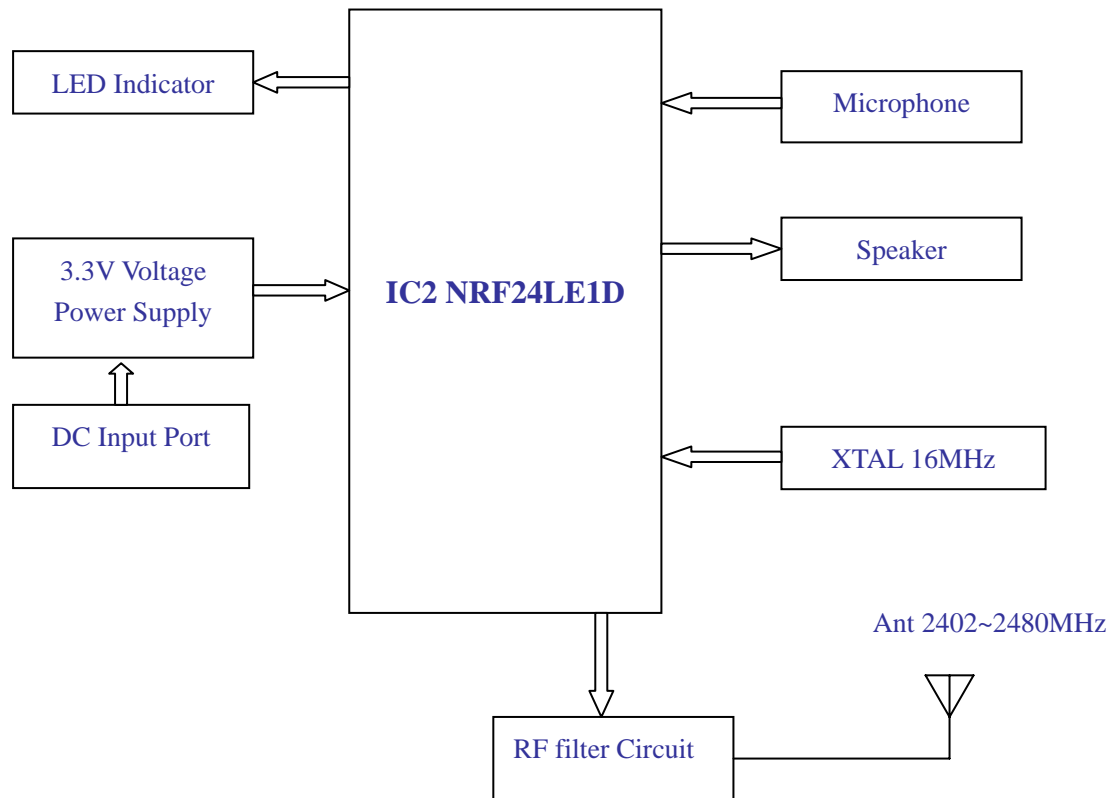 LED Indicator
Microphone
3.3V Voltage
Power Supply
Speaker
IC2 NRF24LE1D
DC Input Port
XTAL 16MHz
Ant 2402~2480MHz
RF filter Circuit